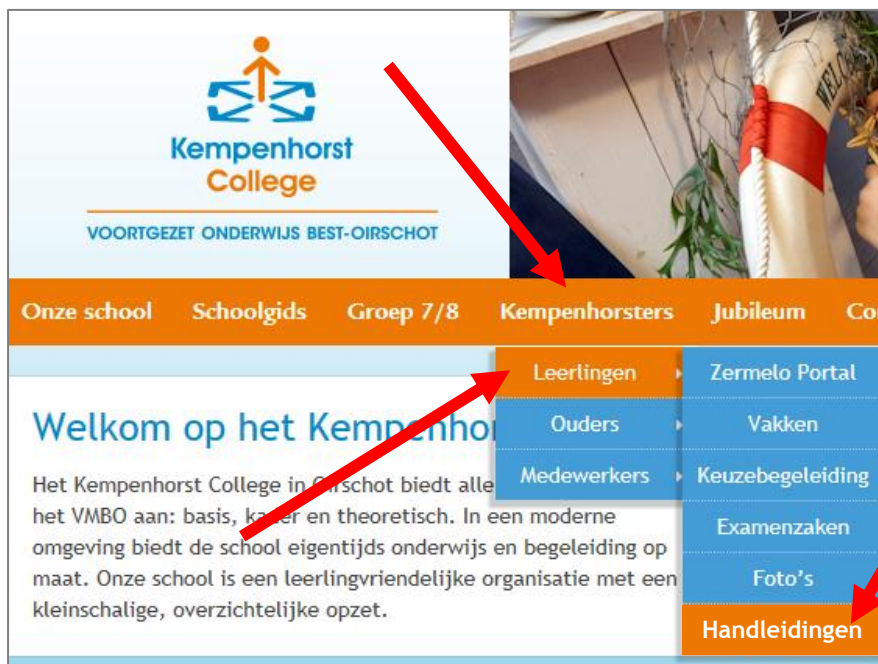 Kempenhorst
College
VOORTGEZET ONDERWIJS BEST-OIRSCHOT
Onze school Schoolgids Groep 7/8 Kempenhorsters Jubileum
Leerlingen
Ouders
Medewerkers
Zermelo Portal
Vakken
Keuzebegeleiding
Examenzaken
Foto's
Handleidingen
Welkom op het
Het Kempenhorst College in Oirschot biedt alle
het VMBO aan: basis, kader en theoretisch. In een moderne
omgeving biedt de school eigentijds onderwijs en begeleiding op
maat. Onze school is een leerlingvriendelijke organisatie met een
kleinschalige, overzichtelijke opzet.